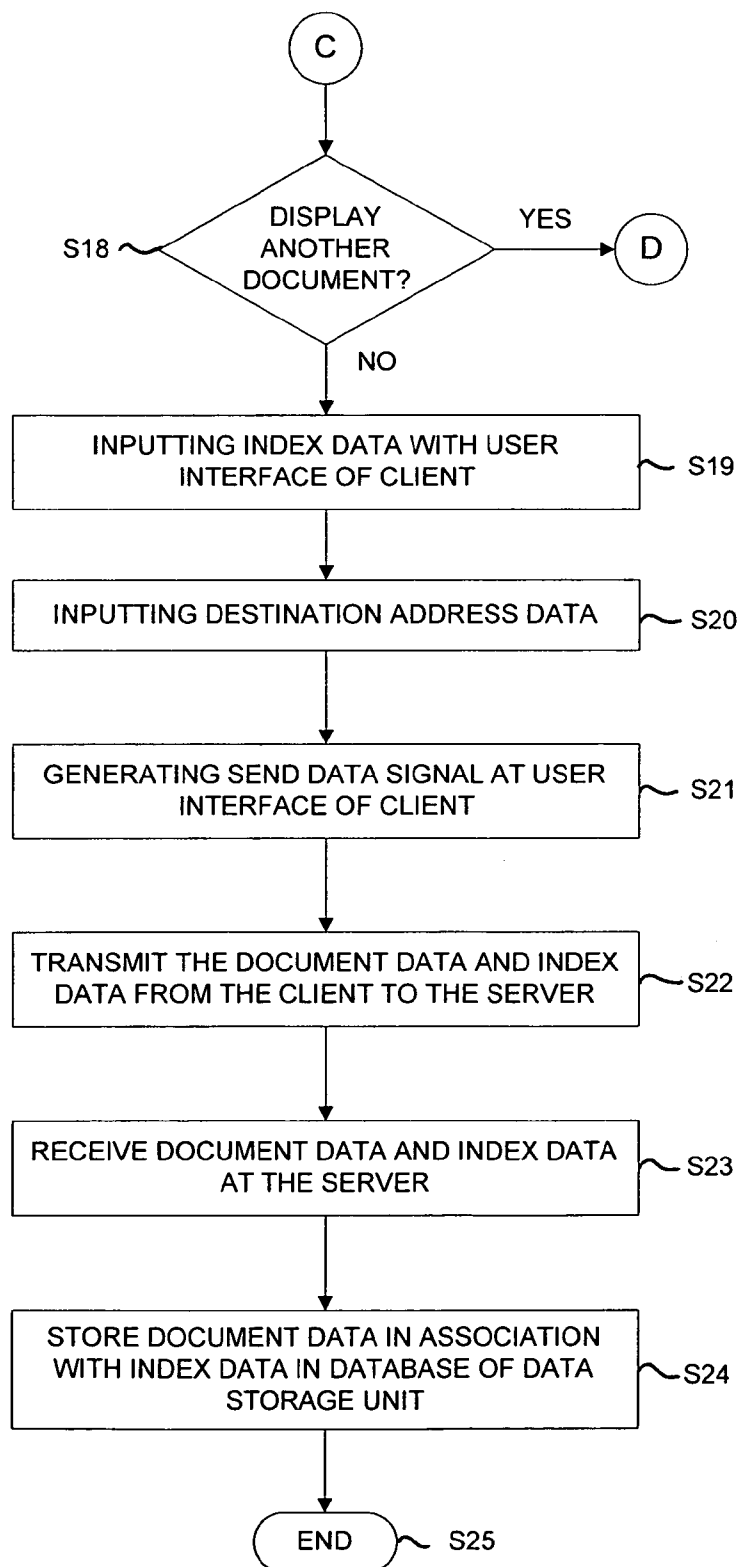 C
DISPLAY
ANOTHER
DOCUMENT?
S18
YES
D
NO
INPUTTING INDEX DATA WITH USER
INTERFACE OF CLIENT
S19
INPUTTING DESTINATION ADDRESS DATA
S20
GENERATING SEND DATA SIGNAL AT USER
INTERFACE OF CLIENT
S21
TRANSMIT THE DOCUMENT DATA AND INDEX
DATA FROM THE CLIENT TO THE SERVER
S22
RECEIVE DOCUMENT DATA AND INDEX DATA
AT THE SERVER
S23
STORE DOCUMENT DATA IN ASSOCIATION
WITH INDEX DATA IN DATABASE OF DATA
STORAGE UNIT
S24
END
S25